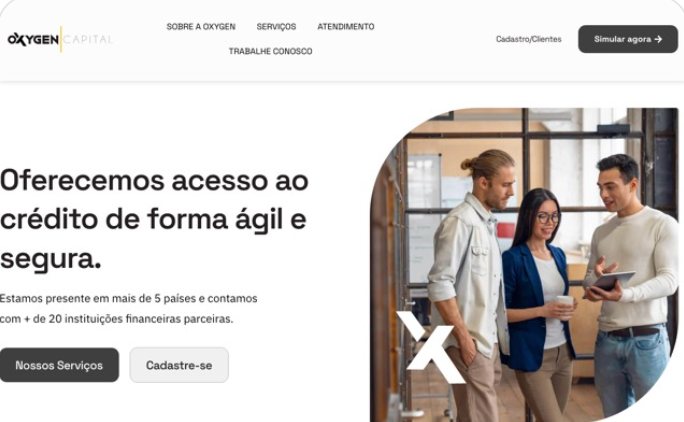 OXYGEN CAPITAL
SOBRE A OXYGEN SERVIÇOS ATENDIMENTO
TRABALHE CONOSCO
Cadastro/Clientes
Simular agora →
Oferecemos acesso ao
crédito de forma ágil e
segura.
Estamos presente em mais de 5 países e contamos
com + de 20 instituições financeiras parceiras.
Nossos Serviços
Cadastre-se